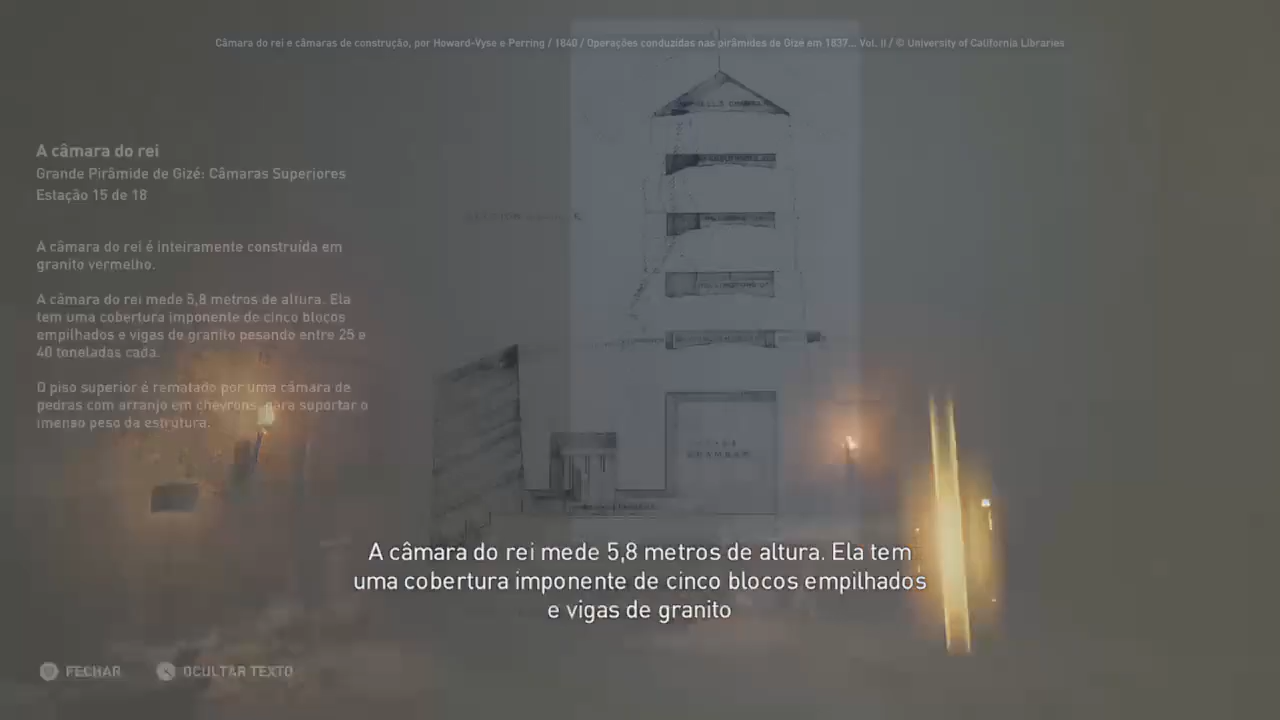 Câmara do rei e câmaras de construção, por Howard-Vyse e Perring / 1840 / Operações conduzidas nas pirâmides de Gizé em 1837... Vol. II / © University of California Libraries
A câmara do rei
Grande Pirâmide de Gizé: Câmaras Superiores
Estação 15 de 18
A câmara do rei é inteiramente construída em
granito vermelho.
A câmara do rei mede 5,8 metros de altura. Ela
tem uma cobertura imponente de cinco blocos
empilhados e vigas de granito pesando entre 25 e
40 toneladas cada.
O piso superior é rematado por uma câmara de
pedras com arranjo em chevrons, para suportar o
imenso peso da estrutura.
A câmara do rei mede 5,8 metros de altura. Ela tem
uma cobertura imponente de cinco blocos empilhados
e vigas de granito
FECHAR
OCULTAR TEXTO